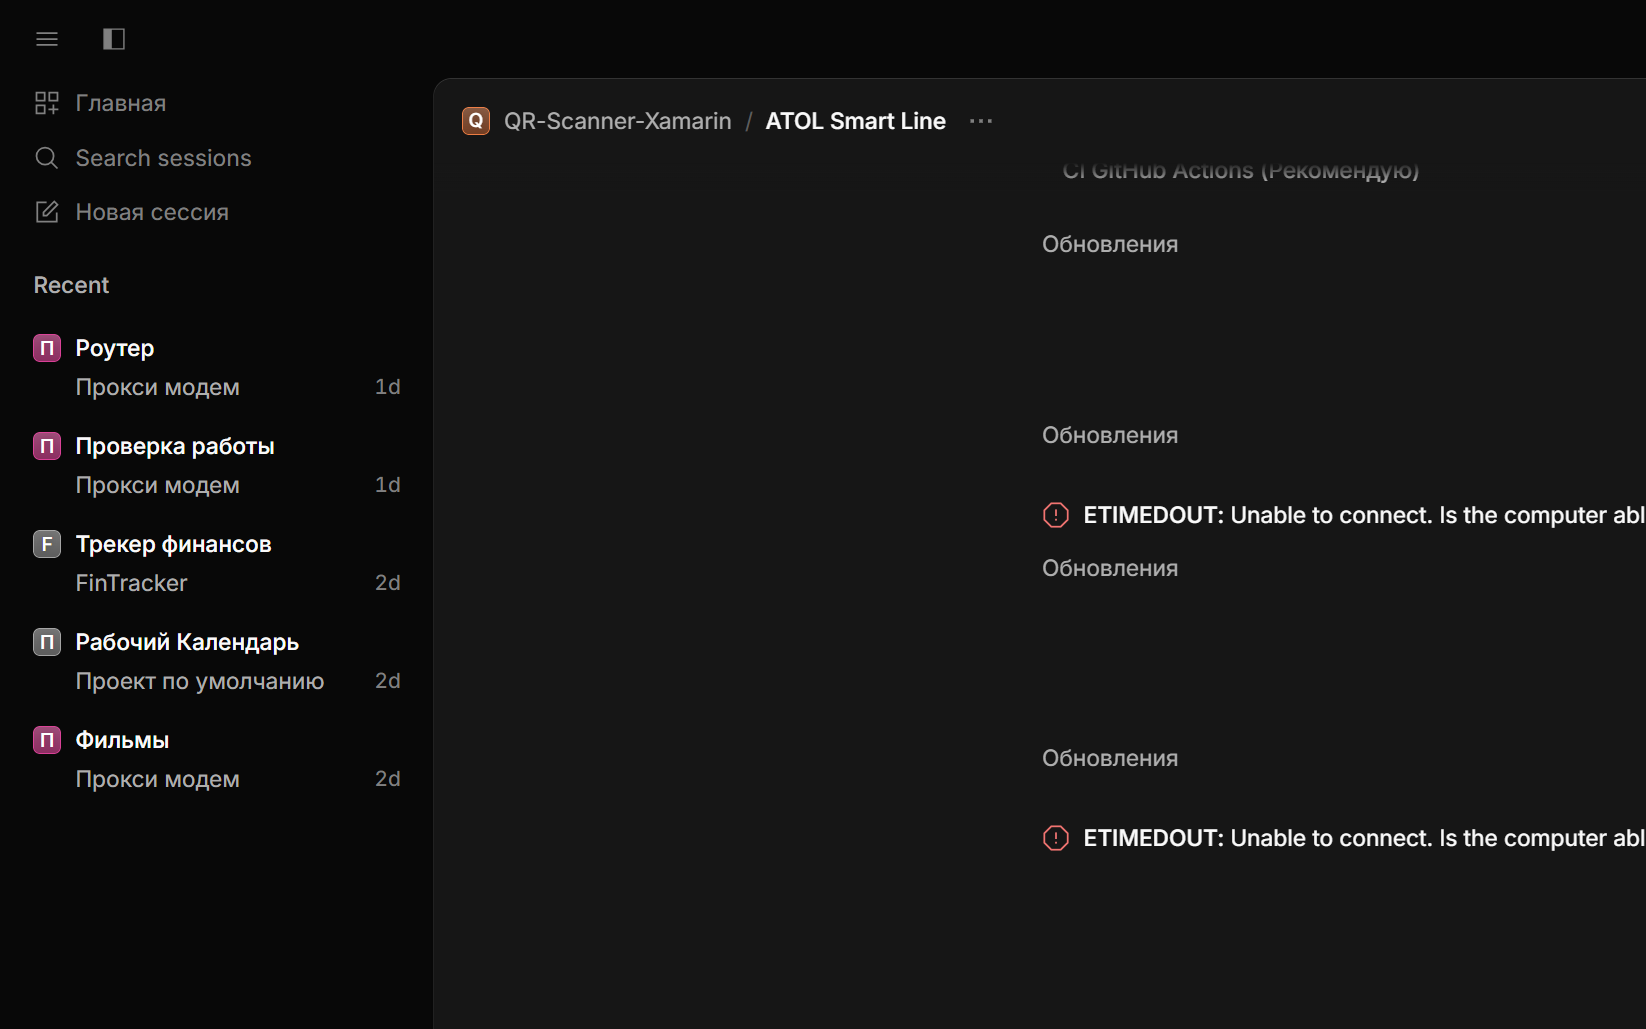 Главная
Search sessions
Новая сессия
Recent
П Роутер
Прокси модем 1d
П Проверка работы
Прокси модем 1d
F Трекер финансов
FinTracker 2d
П Рабочий Календарь
Проект по умолчанию 2d
П Фильмы
Прокси модем 2d
Q QR-Scanner-Xamarin / ATOL Smart Line ...
CI GitHub Actions (Рекомендую)
Обновления
Обновления
ETIMEDOUT: Unable to connect. Is the computer abl
Обновления
Обновления
ETIMEDOUT: Unable to connect. Is the computer abl